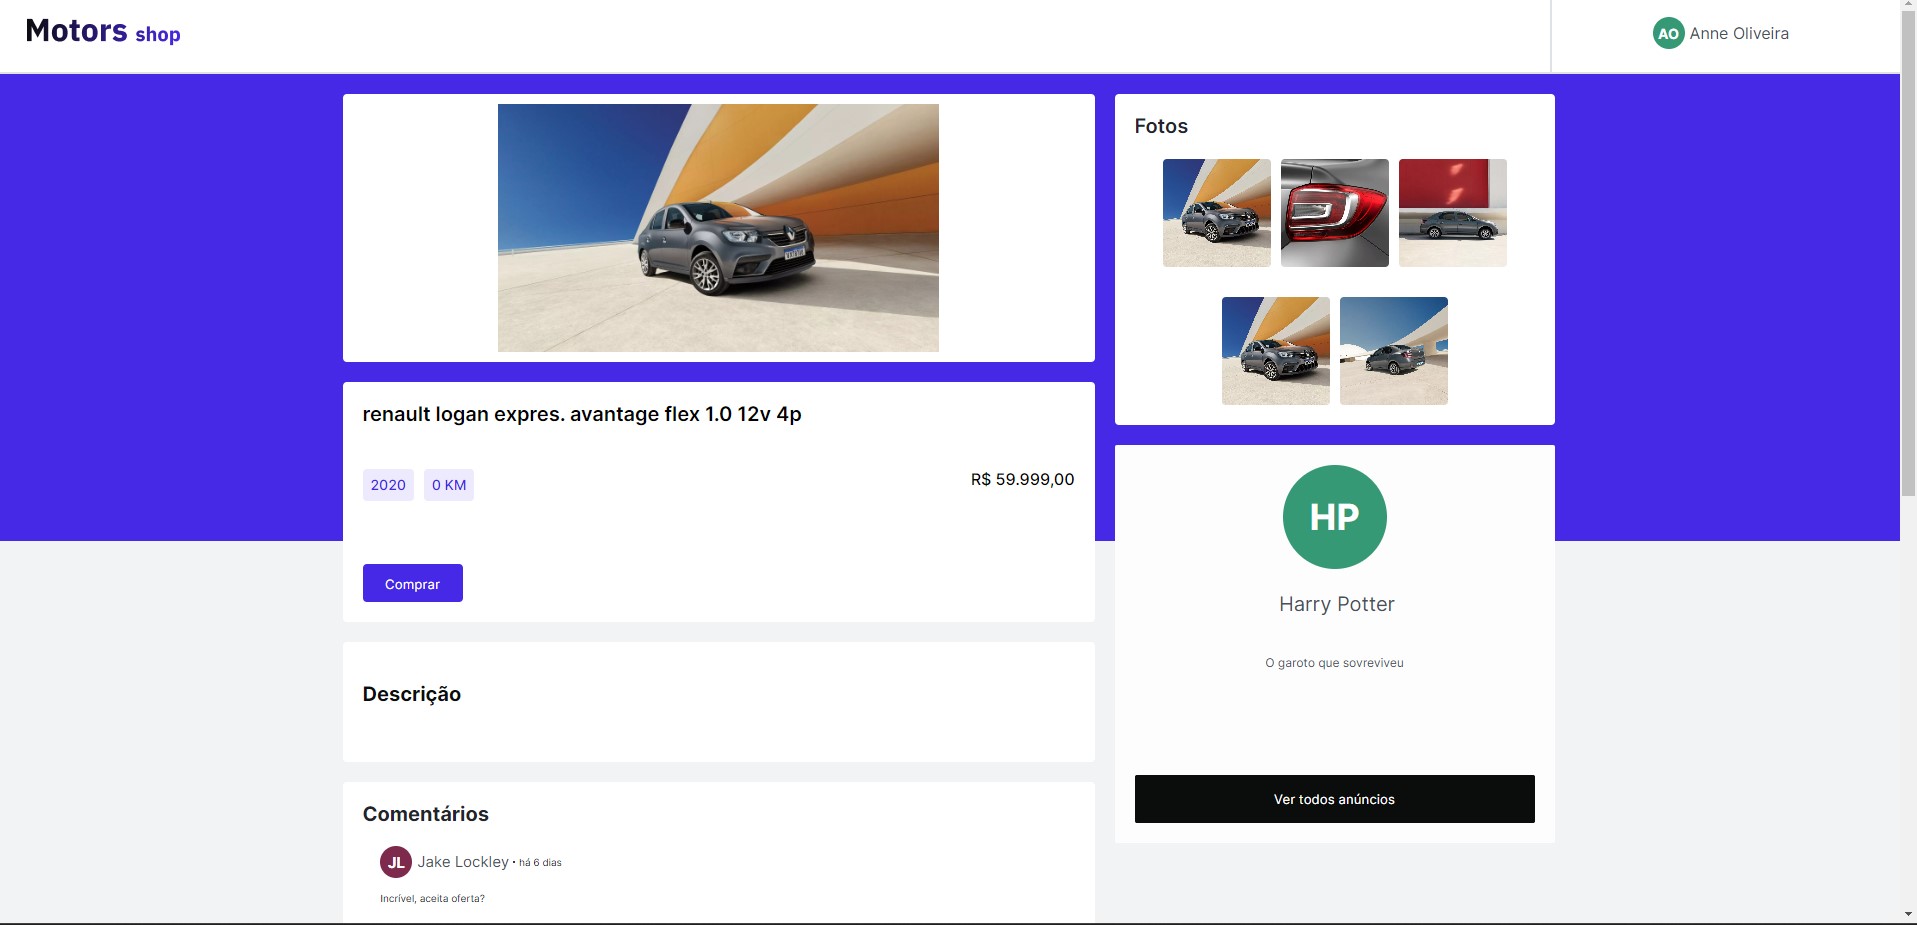 Motors shop
AO Anne Oliveira
Fotos
renault logan expres. avantage flex 1.0 12v 4p
2020 0 KM R$ 59.999,00
Comprar
HP
Harry Potter
O garoto que sovreviveu
Ver todos anúncios
Descrição
Comentários
JL Jake Lockley • há 6 dias
Incrível, aceita oferta?